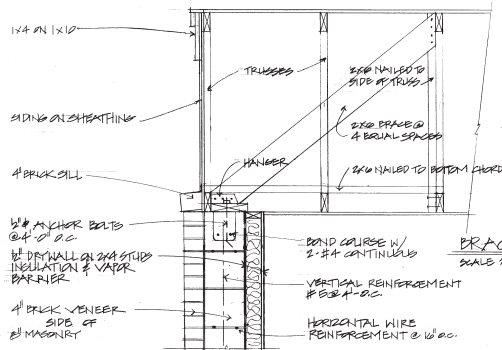 1x4 ON 1x10
TRUSSES
2x6 NAILED TO
SIDE OF TRUSS
SIDING ON SHEATHING
2x6 BRACE @
4 EQUAL SPACES
HANGER
2x6 NAILED TO BOTTOM CHORD
4" BRICK SILL
1/2" ⌀ ANCHOR BOLTS
@ 4'-0" O.C.
1/2" DRYWALL ON 2x4 STUDS
INSULATION & VAPOR
BARRIER
BOND COURSE W/
2-#4 CONTINUOUS
BRAC
SCALE
VERTICAL REINFORCEMENT
#5 @ 4'-O.C.
4" BRICK VENEER
SIDE OF
8" MASONRY
HORIZONTAL WIRE
REINFORCEMENT @ 16" O.C.